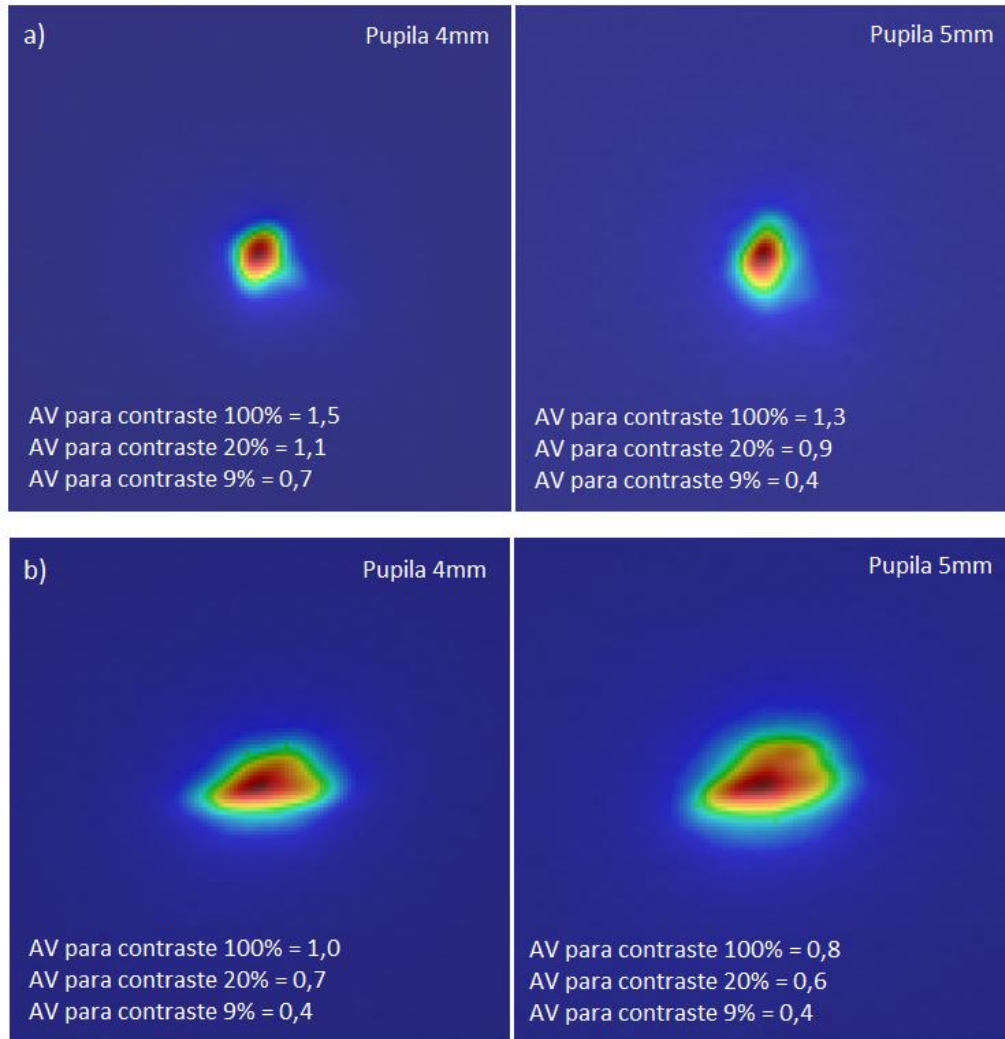 a)
Pupila 4mm
AV para contraste 100% = 1,5
AV para contraste 20% = 1,1
AV para contraste 9% = 0,7
Pupila 5mm
AV para contraste 100% = 1,3
AV para contraste 20% = 0,9
AV para contraste 9% = 0,4
b)
Pupila 4mm
AV para contraste 100% = 1,0
AV para contraste 20% = 0,7
AV para contraste 9% = 0,4
Pupila 5mm
AV para contraste 100% = 0,8
AV para contraste 20% = 0,6
AV para contraste 9% = 0,4